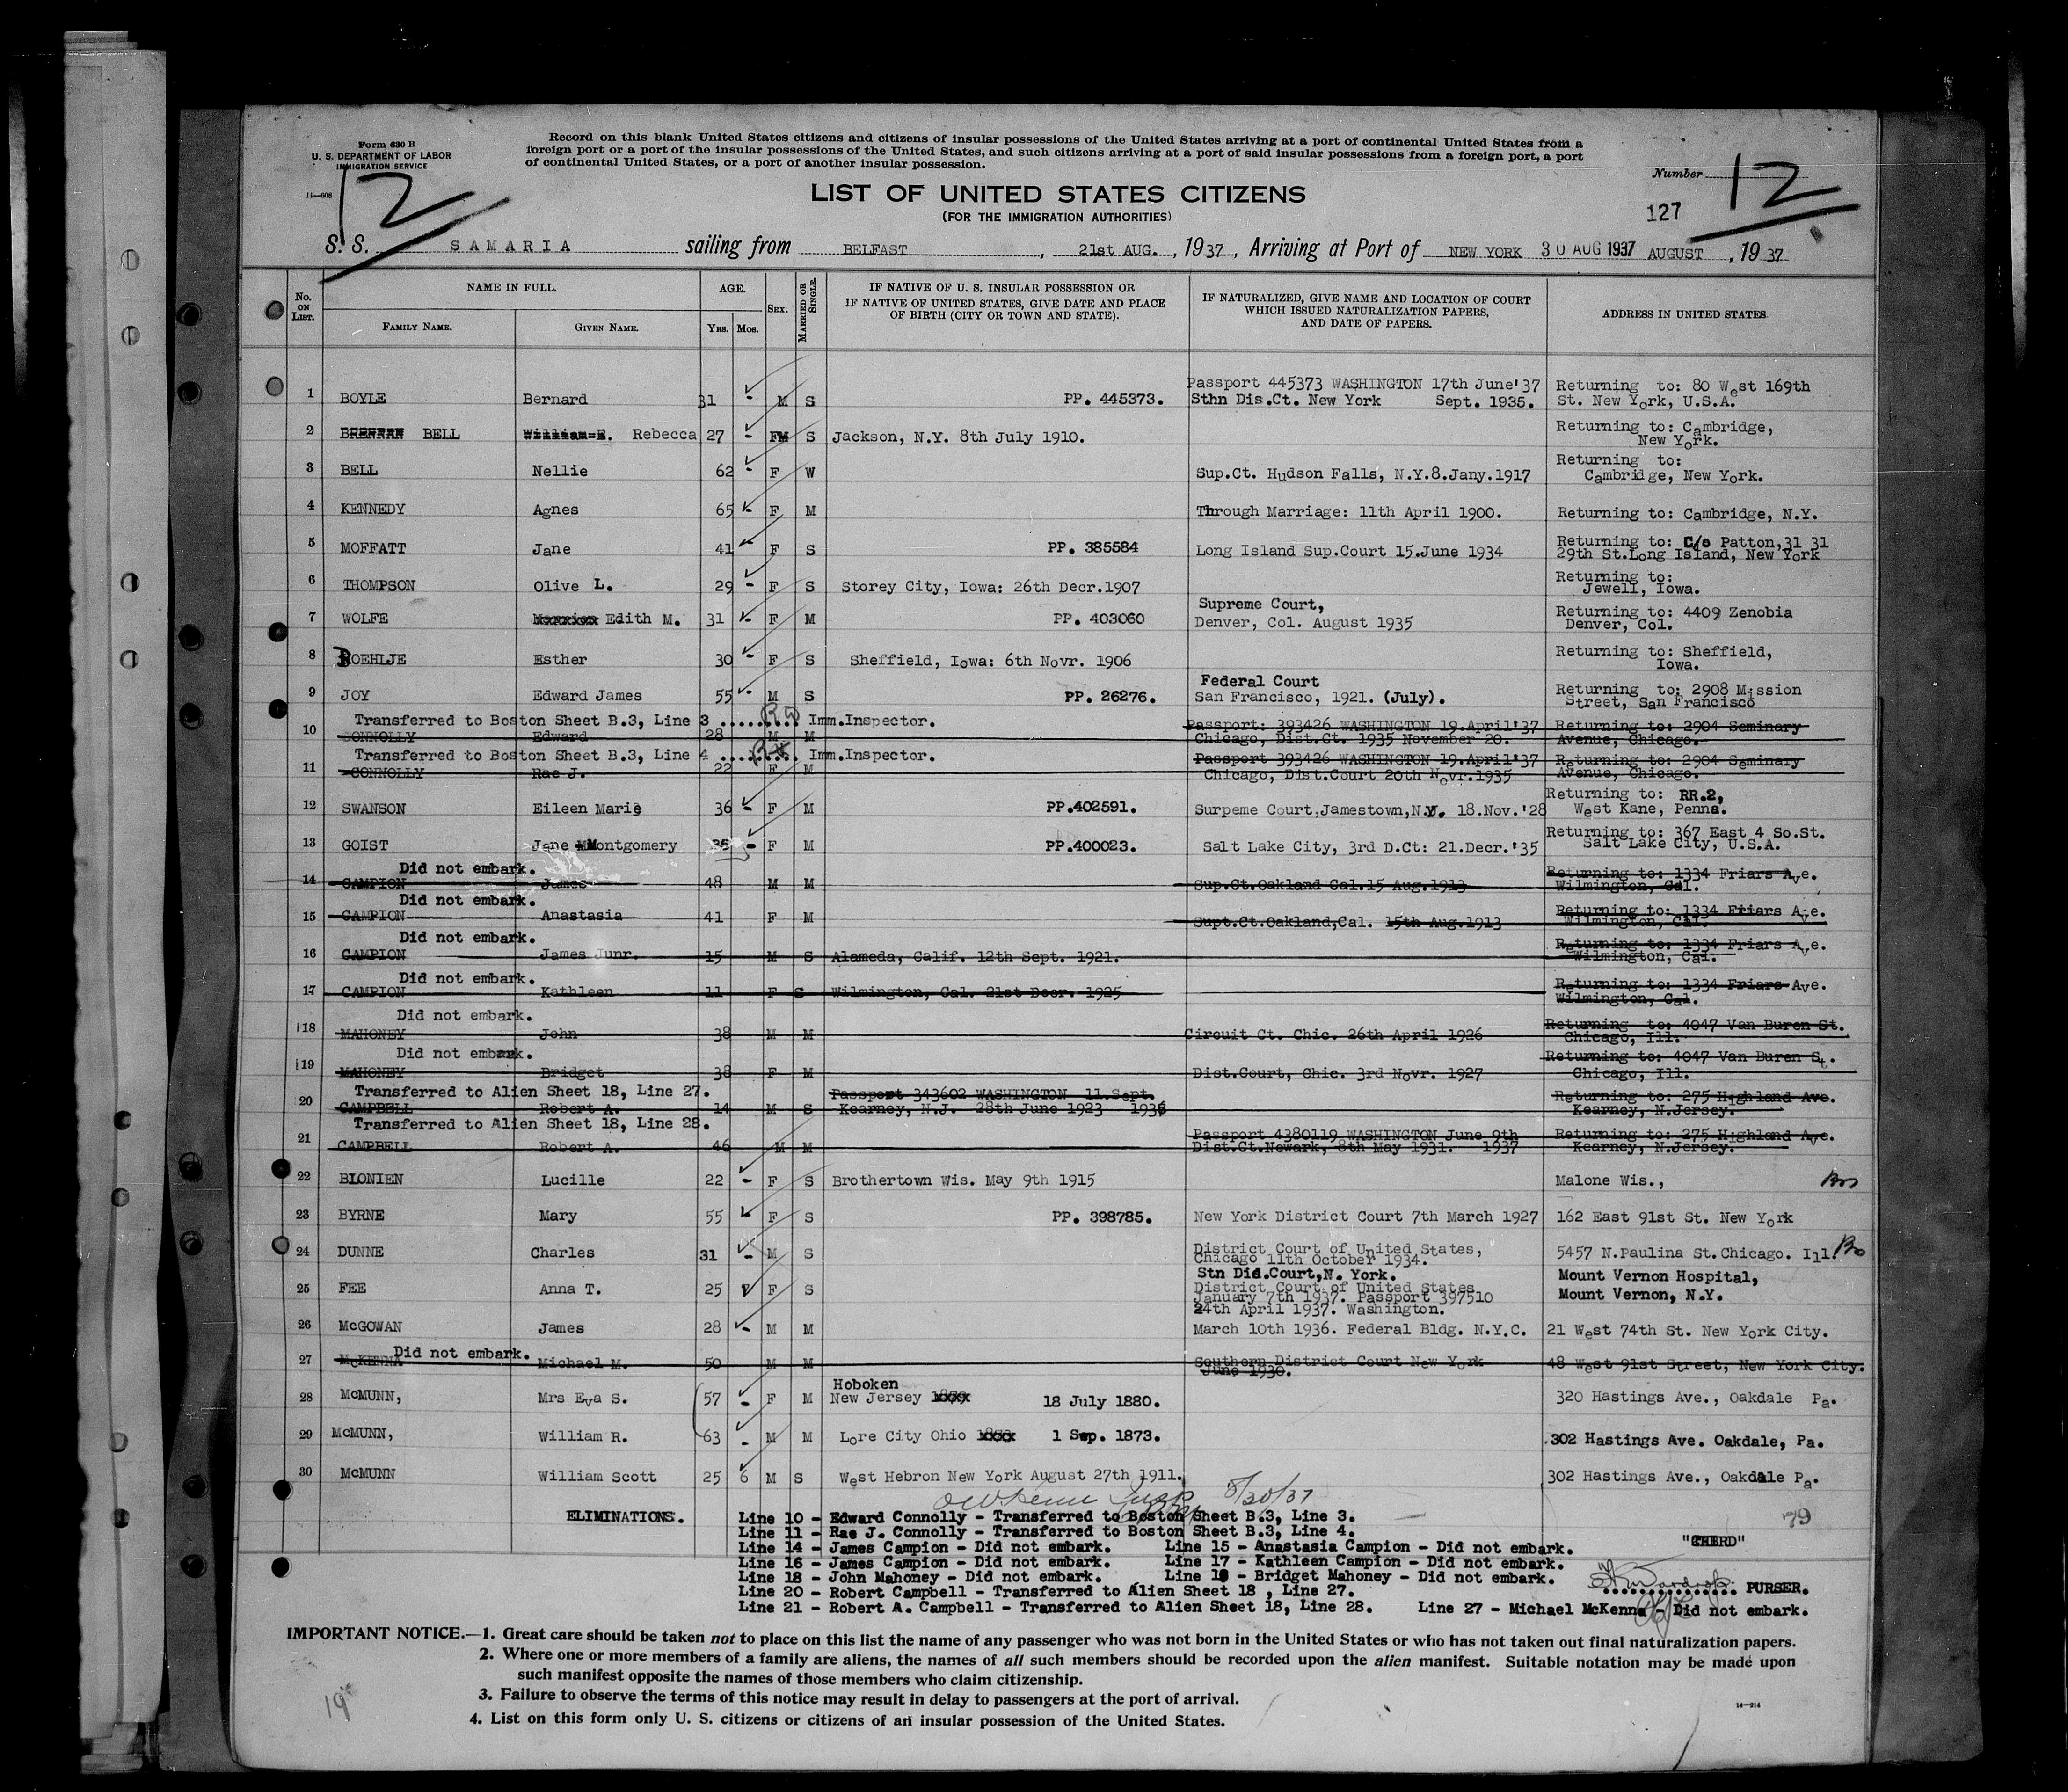 Form 630 B
U. S. DEPARTMENT OF LABOR
IMMIGRATION SERVICE
14—608
12
Record on this blank United States citizens and citizens of insular possessions of the United States arriving at a port of continental United States from a
foreign port or a port of the insular possessions of the United States, and such citizens arriving at a port of said insular possessions from a foreign port, a port
of continental United States, or a port of another insular possession.
Number 12
127
LIST OF UNITED STATES CITIZENS
(FOR THE IMMIGRATION AUTHORITIES)
S. S. SAMARIA sailing from BELFAST, 21st AUG., 1937, Arriving at Port of NEW YORK 30 AUG 1937 AUGUST, 1937
No. ON LIST. NAME IN FULL. FAMILY NAME. GIVEN NAME. AGE. YRS. MOS. SEX. MARRIED OR SINGLE. IF NATIVE OF U. S. INSULAR POSSESSION OR IF NATIVE OF UNITED STATES, GIVE DATE AND PLACE OF BIRTH (CITY OR TOWN AND STATE). IF NATURALIZED, GIVE NAME AND LOCATION OF COURT WHICH ISSUED NATURALIZATION PAPERS, AND DATE OF PAPERS. ADDRESS IN UNITED STATES
1 BOYLE Bernard 31 - M S PP. 445373. Passport 445373 WASHINGTON 17th June'37 Sthn Dis.Ct. New York Sept. 1935. Returning to: 80 West 169th St. New York, U.S.A.
2 BRENNAN BELL William E. Rebecca 27 - F S Jackson, N.Y. 8th July 1910. Returning to: Cambridge, New York.
3 BELL Nellie 62 - F W Sup.Ct. Hudson Falls, N.Y.8.Jany.1917 Returning to: Cambridge, New York.
4 KENNEDY Agnes 65 - F M Through Marriage: 11th April 1900. Returning to: Cambridge, N.Y.
5 MOFFATT Jane 41 - F S PP. 385584 Long Island Sup.Court 15.June 1934 Returning to: C/o Patton,31 31 29th St.Long Island, New York
6 THOMPSON Olive L. 29 - F S Storey City, Iowa: 26th Decr.1907 Returning to: Jewell, Iowa.
7 WOLFE Edith M. 31 - F M PP. 403060 Supreme Court, Denver, Col. August 1935 Returning to: 4409 Zenobia Denver, Col.
8 ROEHLJE Esther 30 - F S Sheffield, Iowa: 6th Novr. 1906 Returning to: Sheffield, Iowa.
9 JOY Edward James 55 - M S PP. 26276. Federal Court San Francisco, 1921. (July). Returning to: 2908 Mission Street, San Francisco
Transferred to Boston Sheet B.3, Line 3 .......... Imm.Inspector.
10 CONNOLLY Edward 28 M M Passport: 393426 WASHINGTON 19.April'37 Chicago, Dist.Ct. 1935 November 20. Returning to: 2904 Seminary Avenue, Chicago.
Transferred to Boston Sheet B.3, Line 4 .......... Imm.Inspector.
11 CONNOLLY Rae J. 22 F M Passport 393426 WASHINGTON 19.April'37 Chicago, Dist.Court 20th Novr.1935 Returning to: 2904 Seminary Avenue, Chicago.
12 SWANSON Eileen Marie 36 - F M PP.402591. Surpeme Court,Jamestown,N.Y. 18.Nov.'28 Returning to: RR.2, West Kane, Penna.
13 GOIST Jane Montgomery 35 - F M PP.400023. Salt Lake City, 3rd D.Ct: 21.Decr.'35 Returning to: 367 East 4 So.St. Salt Lake City, U.S.A.
Did not embark.
14 CAMPION James 48 M M Sup.Ct.Oakland Cal.15 Aug.1913 Returning to: 1334 Friars Ave. Wilmington, Cal.
Did not embark.
15 CAMPION Anastasia 41 F M Supt.Ct.Oakland,Cal. 15th Aug.1913 Returning to: 1334 Friars Ave. Wilmington, Cal.
Did not embark.
16 CAMPION James Junr. 15 M S Alameda, Calif. 12th Sept. 1921. Returning to: 1334 Friars Ave. Wilmington, Cal.
Did not embark.
17 CAMPION Kathleen 11 F S Wilmington, Cal. 21st Decr. 1925 Returning to: 1334 Friars Ave. Wilmington, Cal.
Did not embark.
18 MAHONEY John 38 M M Circuit Ct. Chic. 26th April 1926 Returning to: 4047 Van Buren St. Chicago, Ill.
Did not embark.
19 MAHONEY Bridget 38 F M Dist.Court, Chic. 3rd Novr. 1927 Returning to: 4047 Van Buren St. Chicago, Ill.
Transferred to Alien Sheet 18, Line 27.
20 CAMPBELL Robert A. 14 M S Passport 343602 WASHINGTON 11.Sept. Kearney, N.J. 28th June 1923 1936 Returning to: 275 Highland Ave. Kearney, N.Jersey.
Transferred to Alien Sheet 18, Line 28.
21 CAMPBELL Robert A. 46 M M Passport 4380119 WASHINGTON June 9th Dist.Ct.Newark, 8th May 1931. 1937 Returning to: 275 Highland Ave. Kearney, N.Jersey.
22 BLONIEN Lucille 22 - F S Brothertown Wis. May 9th 1915 Malone Wis.,
23 BYRNE Mary 55 - F S PP. 398785. New York District Court 7th March 1927 162 East 91st St. New York
24 DUNNE Charles 31 - M S District Court of United States, Chicago 11th October 1934. 5457 N.Paulina St.Chicago. Ill.
25 FEE Anna T. 25 F S Stn Did.Court,N. York. District Court of United States January 7th 1937. Passport 397510 24th April 1937. Washington. Mount Vernon Hospital, Mount Vernon, N.Y.
26 McGOWAN James 28 - M M March 10th 1936. Federal Bldg. N.Y.C. 21 West 74th St. New York City.
27 McKENNA Did not embark. Michael M. 50 M M Southern District Court New York June 1930. 48 West 91st Street, New York City.
28 McMUNN, Mrs Eva S. 57 - F M Hoboken New Jersey 18 July 1880. 320 Hastings Ave., Oakdale Pa.
29 McMUNN, William R. 63 - M M Lore City Ohio 1 Sep. 1873. 302 Hastings Ave. Oakdale, Pa.
30 McMUNN William Scott 25 6 M S West Hebron New York August 27th 1911. 302 Hastings Ave., Oakdale Pa.
8/30/37
79
ELIMINATIONS.
Line 10 - Edward Connolly - Transferred to Boston Sheet B.3, Line 3.
Line 11 - Rae J. Connolly - Transferred to Boston Sheet B.3, Line 4.
Line 14 - James Campion - Did not embark. Line 15 - Anastasia Campion - Did not embark.
Line 16 - James Campion - Did not embark. Line 17 - Kathleen Campion - Did not embark.
Line 18 - John Mahoney - Did not embark. Line 19 - Bridget Mahoney - Did not embark.
Line 20 - Robert Campbell - Transferred to Alien Sheet 18 , Line 27.
PURSER.
Line 21 - Robert A. Campbell - Transferred to Alien Sheet 18, Line 28. Line 27 - Michael McKenna - Did not embark.
IMPORTANT NOTICE.—1. Great care should be taken not to place on this list the name of any passenger who was not born in the United States or who has not taken out final naturalization papers.
2. Where one or more members of a family are aliens, the names of all such members should be recorded upon the alien manifest. Suitable notation may be made upon
such manifest opposite the names of those members who claim citizenship.
3. Failure to observe the terms of this notice may result in delay to passengers at the port of arrival.
4. List on this form only U. S. citizens or citizens of an insular possession of the United States.
14—214
19